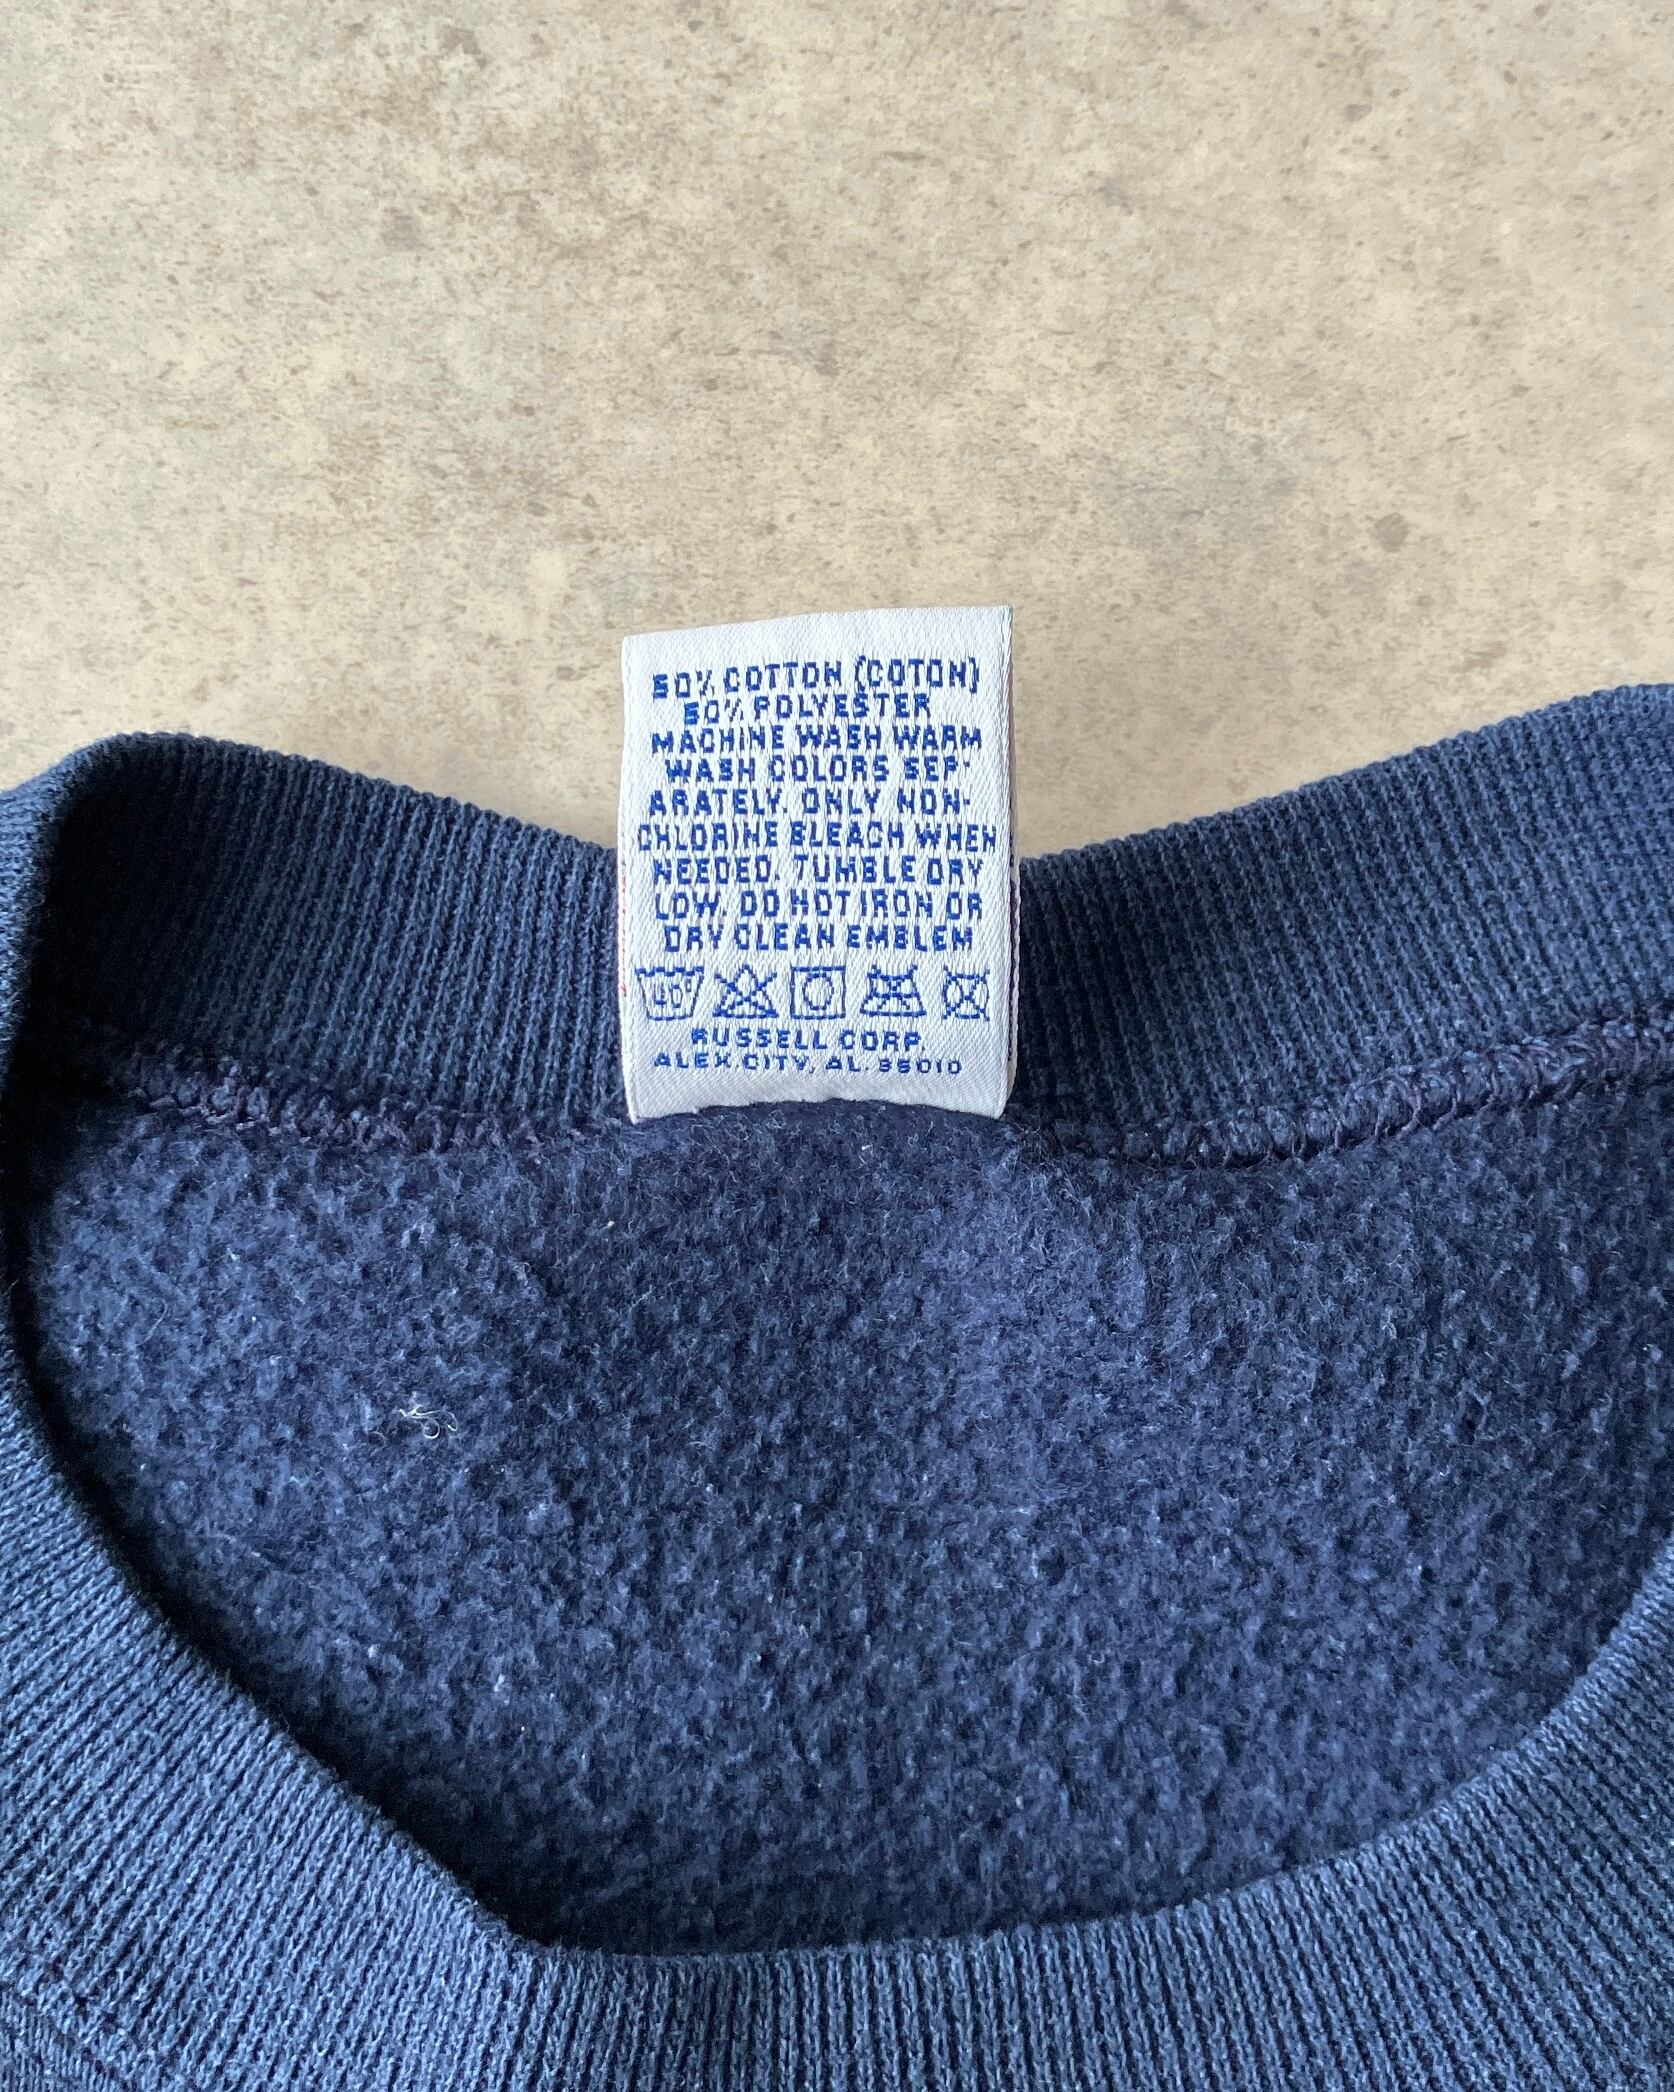 50% COTTON (COTON)
50% POLYESTER
MACHINE WASH WARM
WASH COLORS SEP-
ARATELY. ONLY NON-
CHLORINE BLEACH WHEN
NEEDED. TUMBLE DRY
LOW. DO NOT IRON OR
DRY CLEAN EMBLEM
40°
RUSSELL CORP.
ALEX.CITY, AL. 35010